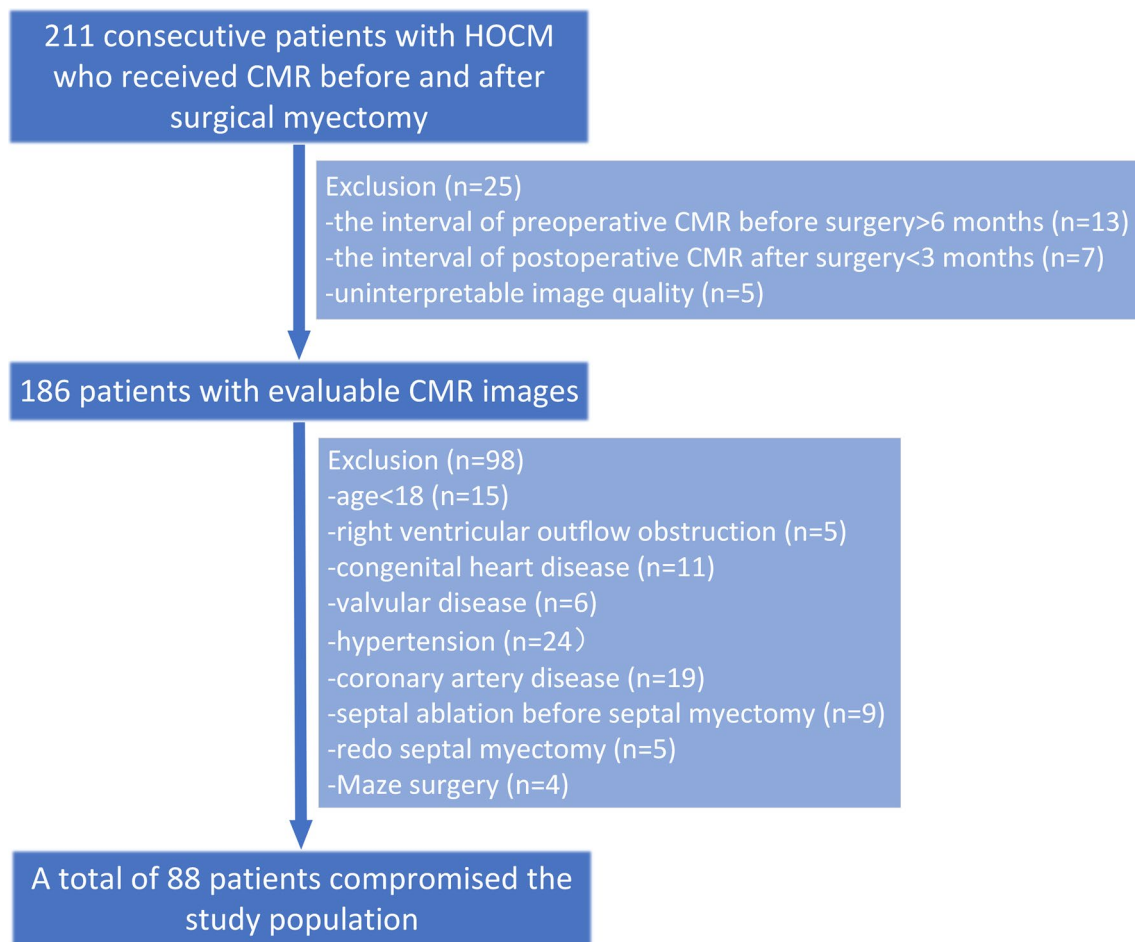 211 consecutive patients with HOCM
who received CMR before and after
surgical myectomy
Exclusion (n=25)
-the interval of preoperative CMR before surgery>6 months (n=13)
-the interval of postoperative CMR after surgery<3 months (n=7)
-uninterpretable image quality (n=5)
186 patients with evaluable CMR images
Exclusion (n=98)
-age<18 (n=15)
-right ventricular outflow obstruction (n=5)
-congenital heart disease (n=11)
-valvular disease (n=6)
-hypertension (n=24）
-coronary artery disease (n=19)
-septal ablation before septal myectomy (n=9)
-redo septal myectomy (n=5)
-Maze surgery (n=4)
A total of 88 patients compromised the
study population